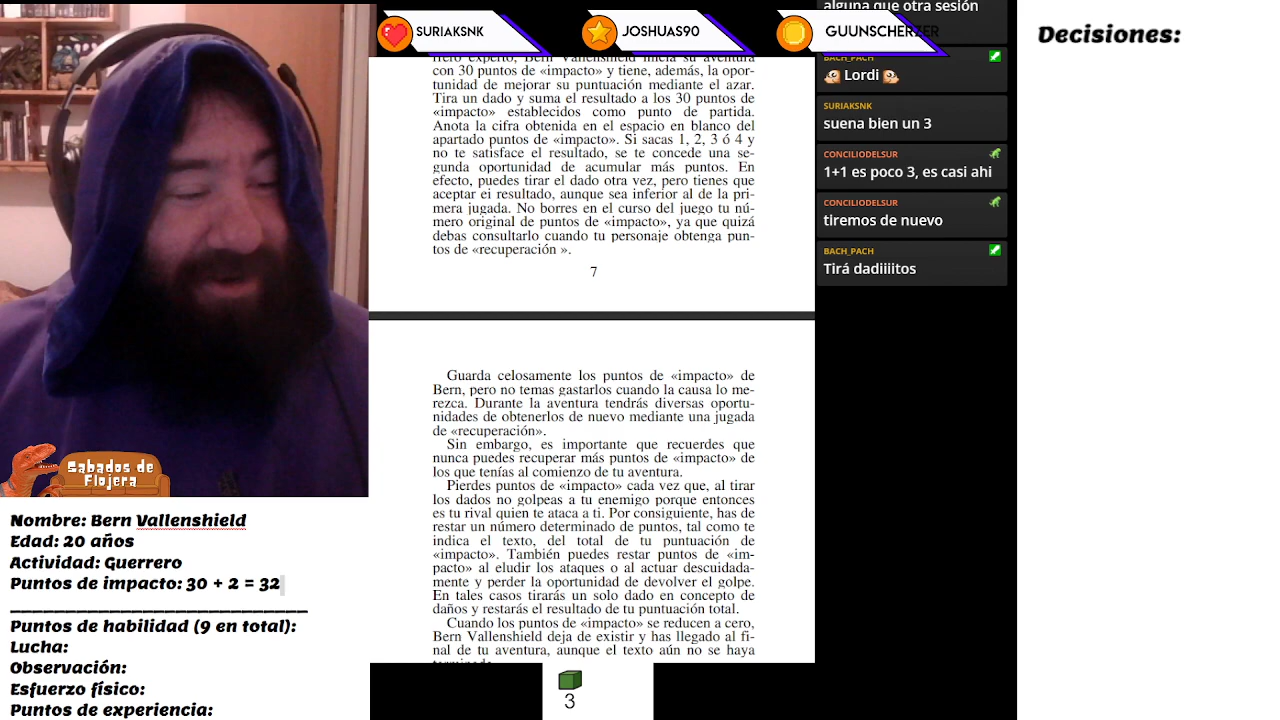 SURIAKSNK
JOSHUAS90
GUUNSCHERZER
Decisiones:
alguna que otra sesión
BACH_PACH
Lordi
SURIAKSNK
suena bien un 3
CONCILIODELSUR
1+1 es poco 3, es casi ahi
CONCILIODELSUR
tiremos de nuevo
BACH_PACH
Tirá dadiiiitos
rrero experto, Bern Vallenshield inicia su aventura
con 30 puntos de «impacto» y tiene, además, la opor-
tunidad de mejorar su puntuación mediante el azar.
Tira un dado y suma el resultado a los 30 puntos de
«impacto» establecidos como punto de partida.
Anota la cifra obtenida en el espacio en blanco del
apartado puntos de «impacto». Si sacas 1, 2, 3 ó 4 y
no te satisface el resultado, se te concede una se-
gunda oportunidad de acumular más puntos. En
efecto, puedes tirar el dado otra vez, pero tienes que
aceptar ei resultado, aunque sea inferior al de la pri-
mera jugada. No borres en el curso del juego tu nú-
mero original de puntos de «impacto», ya que quizá
debas consultarlo cuando tu personaje obtenga pun-
tos de «recuperación ».
7
Guarda celosamente los puntos de «impacto» de
Bern, pero no temas gastarlos cuando la causa lo me-
rezca. Durante la aventura tendrás diversas oportu-
nidades de obtenerlos de nuevo mediante una jugada
de «recuperación».
Sin embargo, es importante que recuerdes que
nunca puedes recuperar más puntos de «impacto» de
los que tenías al comienzo de tu aventura.
Pierdes puntos de «impacto» cada vez que, al tirar
los dados no golpeas a tu enemigo porque entonces
es tu rival quien te ataca a ti. Por consiguiente, has de
restar un número determinado de puntos, tal como te
indica el texto, del total de tu puntuación de
«impacto». También puedes restar puntos de «im-
pacto» al eludir los ataques o al actuar descuidada-
mente y perder la oportunidad de devolver el golpe.
En tales casos tirarás un solo dado en concepto de
daños y restarás el resultado de tu puntuación total.
Cuando los puntos de «impacto» se reducen a cero,
Bern Vallenshield deja de existir y has llegado al fi-
nal de tu aventura, aunque el texto aún no se haya
terminado.
3
Sabados de
Flojera
Nombre: Bern Vallenshield
Edad: 20 años
Actividad: Guerrero
Puntos de impacto: 30 + 2 = 32
Puntos de habilidad (9 en total):
Lucha:
Observación:
Esfuerzo físico:
Puntos de experiencia: